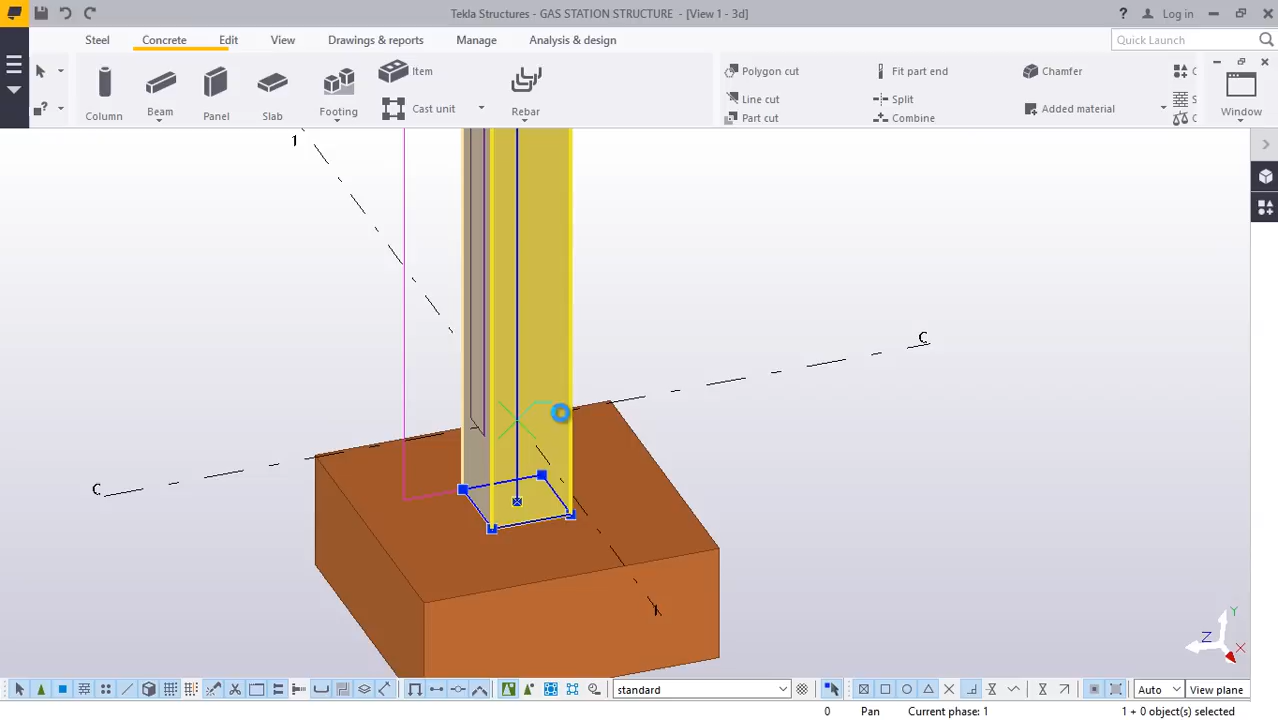 Tekla Structures - GAS STATION STRUCTURE - [View 1 - 3d]
Log in
Steel
Concrete
Edit
View
Drawings & reports
Manage
Analysis & design
Quick Launch
Item
Cast unit
Column
Beam
Panel
Slab
Footing
Rebar
Polygon cut
Line cut
Part cut
Fit part end
Split
Combine
Chamfer
Added material
C
S
C
Window
1
C
C
1
Y
Z
X
standard
Auto
View plane
0
Pan
Current phase: 1
1 + 0 object(s) selected